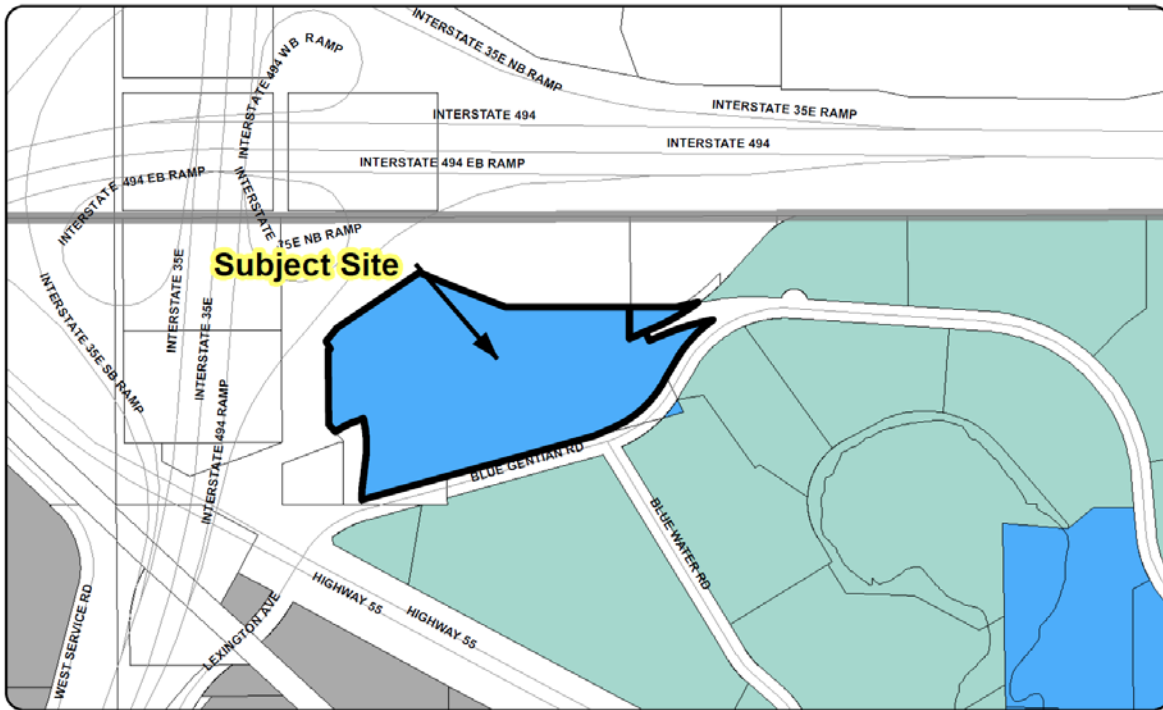 INTERSTATE 35E NB RAMP
INTERSTATE 494 WB RAMP
INTERSTATE 35E RAMP
INTERSTATE 494
INTERSTATE 494
INTERSTATE 494 EB RAMP
INTERSTATE 494 EB RAMP
INTERSTATE 35E NB RAMP
Subject Site
INTERSTATE 35E
INTERSTATE 35E
INTERSTATE 35E SB RAMP
INTERSTATE 494 RAMP
BLUE GENTIAN RD
BLUE WATER RD
HIGHWAY 55
HIGHWAY 55
LEXINGTON AVE
WEST SERVICE RD